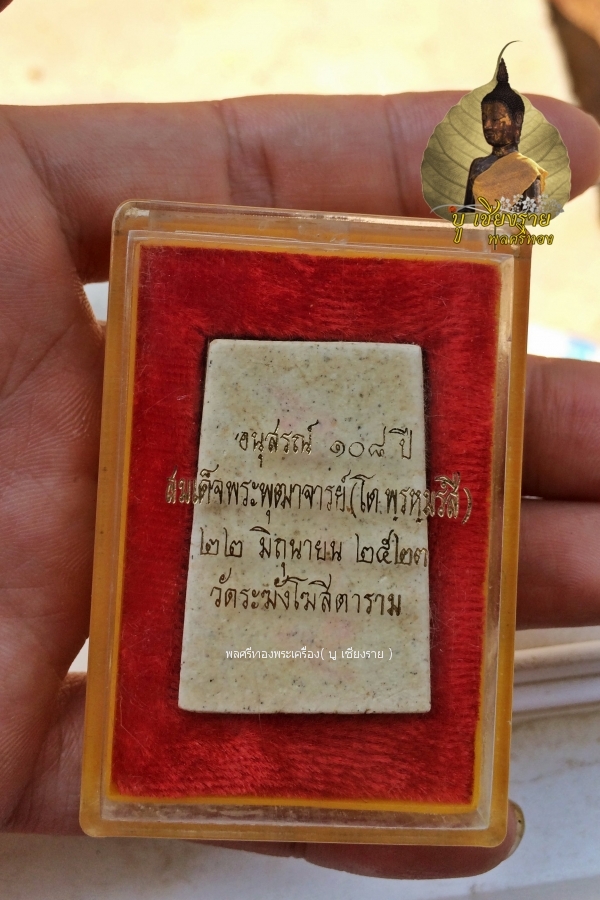 นุ เชียงราย
พลศรีทอง
อนุสรณ์ ๑๐๘ ปี
สมเด็จพระพุฒาจารย์(โต พฺรหฺมรํสี)
๒๒ มิถุนายน ๒๕๒๓
วัดระฆังโฆสิตาราม
พลศรีทองพระเครื่อง( นุ เชียงราย )